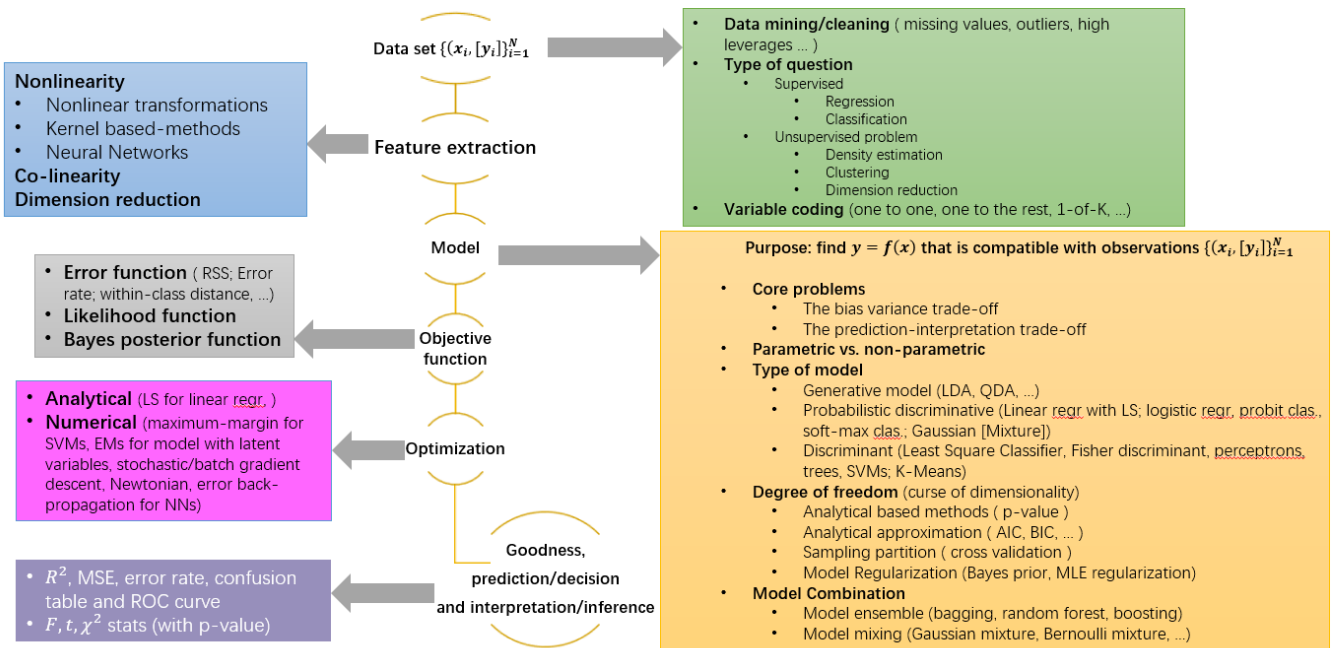 Data set {(xᵢ, [yᵢ]}ᵢ₌₁ᴺ
Feature extraction
Model
Objective
function
Optimization
Goodness,
prediction/decision
and interpretation/inference
• Data mining/cleaning ( missing values, outliers, high
leverages ... )
• Type of question
• Supervised
• Regression
• Classification
• Unsupervised problem
• Density estimation
• Clustering
• Dimension reduction
• Variable coding (one to one, one to the rest, 1-of-K, ...)
Nonlinearity
• Nonlinear transformations
• Kernel based-methods
• Neural Networks
Co-linearity
Dimension reduction
Purpose: find y = f(x) that is compatible with observations {(xᵢ, [yᵢ]}ᵢ₌₁ᴺ
• Core problems
• The bias variance trade-off
• The prediction-interpretation trade-off
• Parametric vs. non-parametric
• Type of model
• Generative model (LDA, QDA, ...)
• Probabilistic discriminative (Linear regr with LS; logistic regr, probit clas.,
soft-max clas.; Gaussian [Mixture])
• Discriminant (Least Square Classifier, Fisher discriminant, perceptrons,
trees, SVMs; K-Means)
• Degree of freedom (curse of dimensionality)
• Analytical based methods ( p-value )
• Analytical approximation ( AIC, BIC, ... )
• Sampling partition ( cross validation )
• Model Regularization (Bayes prior, MLE regularization)
• Model Combination
• Model ensemble (bagging, random forest, boosting)
• Model mixing (Gaussian mixture, Bernoulli mixture, ...)
• Error function ( RSS; Error
rate; within-class distance, ...)
• Likelihood function
• Bayes posterior function
• Analytical (LS for linear regr, )
• Numerical (maximum-margin for
SVMs, EMs for model with latent
variables, stochastic/batch gradient
descent, Newtonian, error back-
propagation for NNs)
• R², MSE, error rate, confusion
table and ROC curve
• F, t, χ² stats (with p-value)